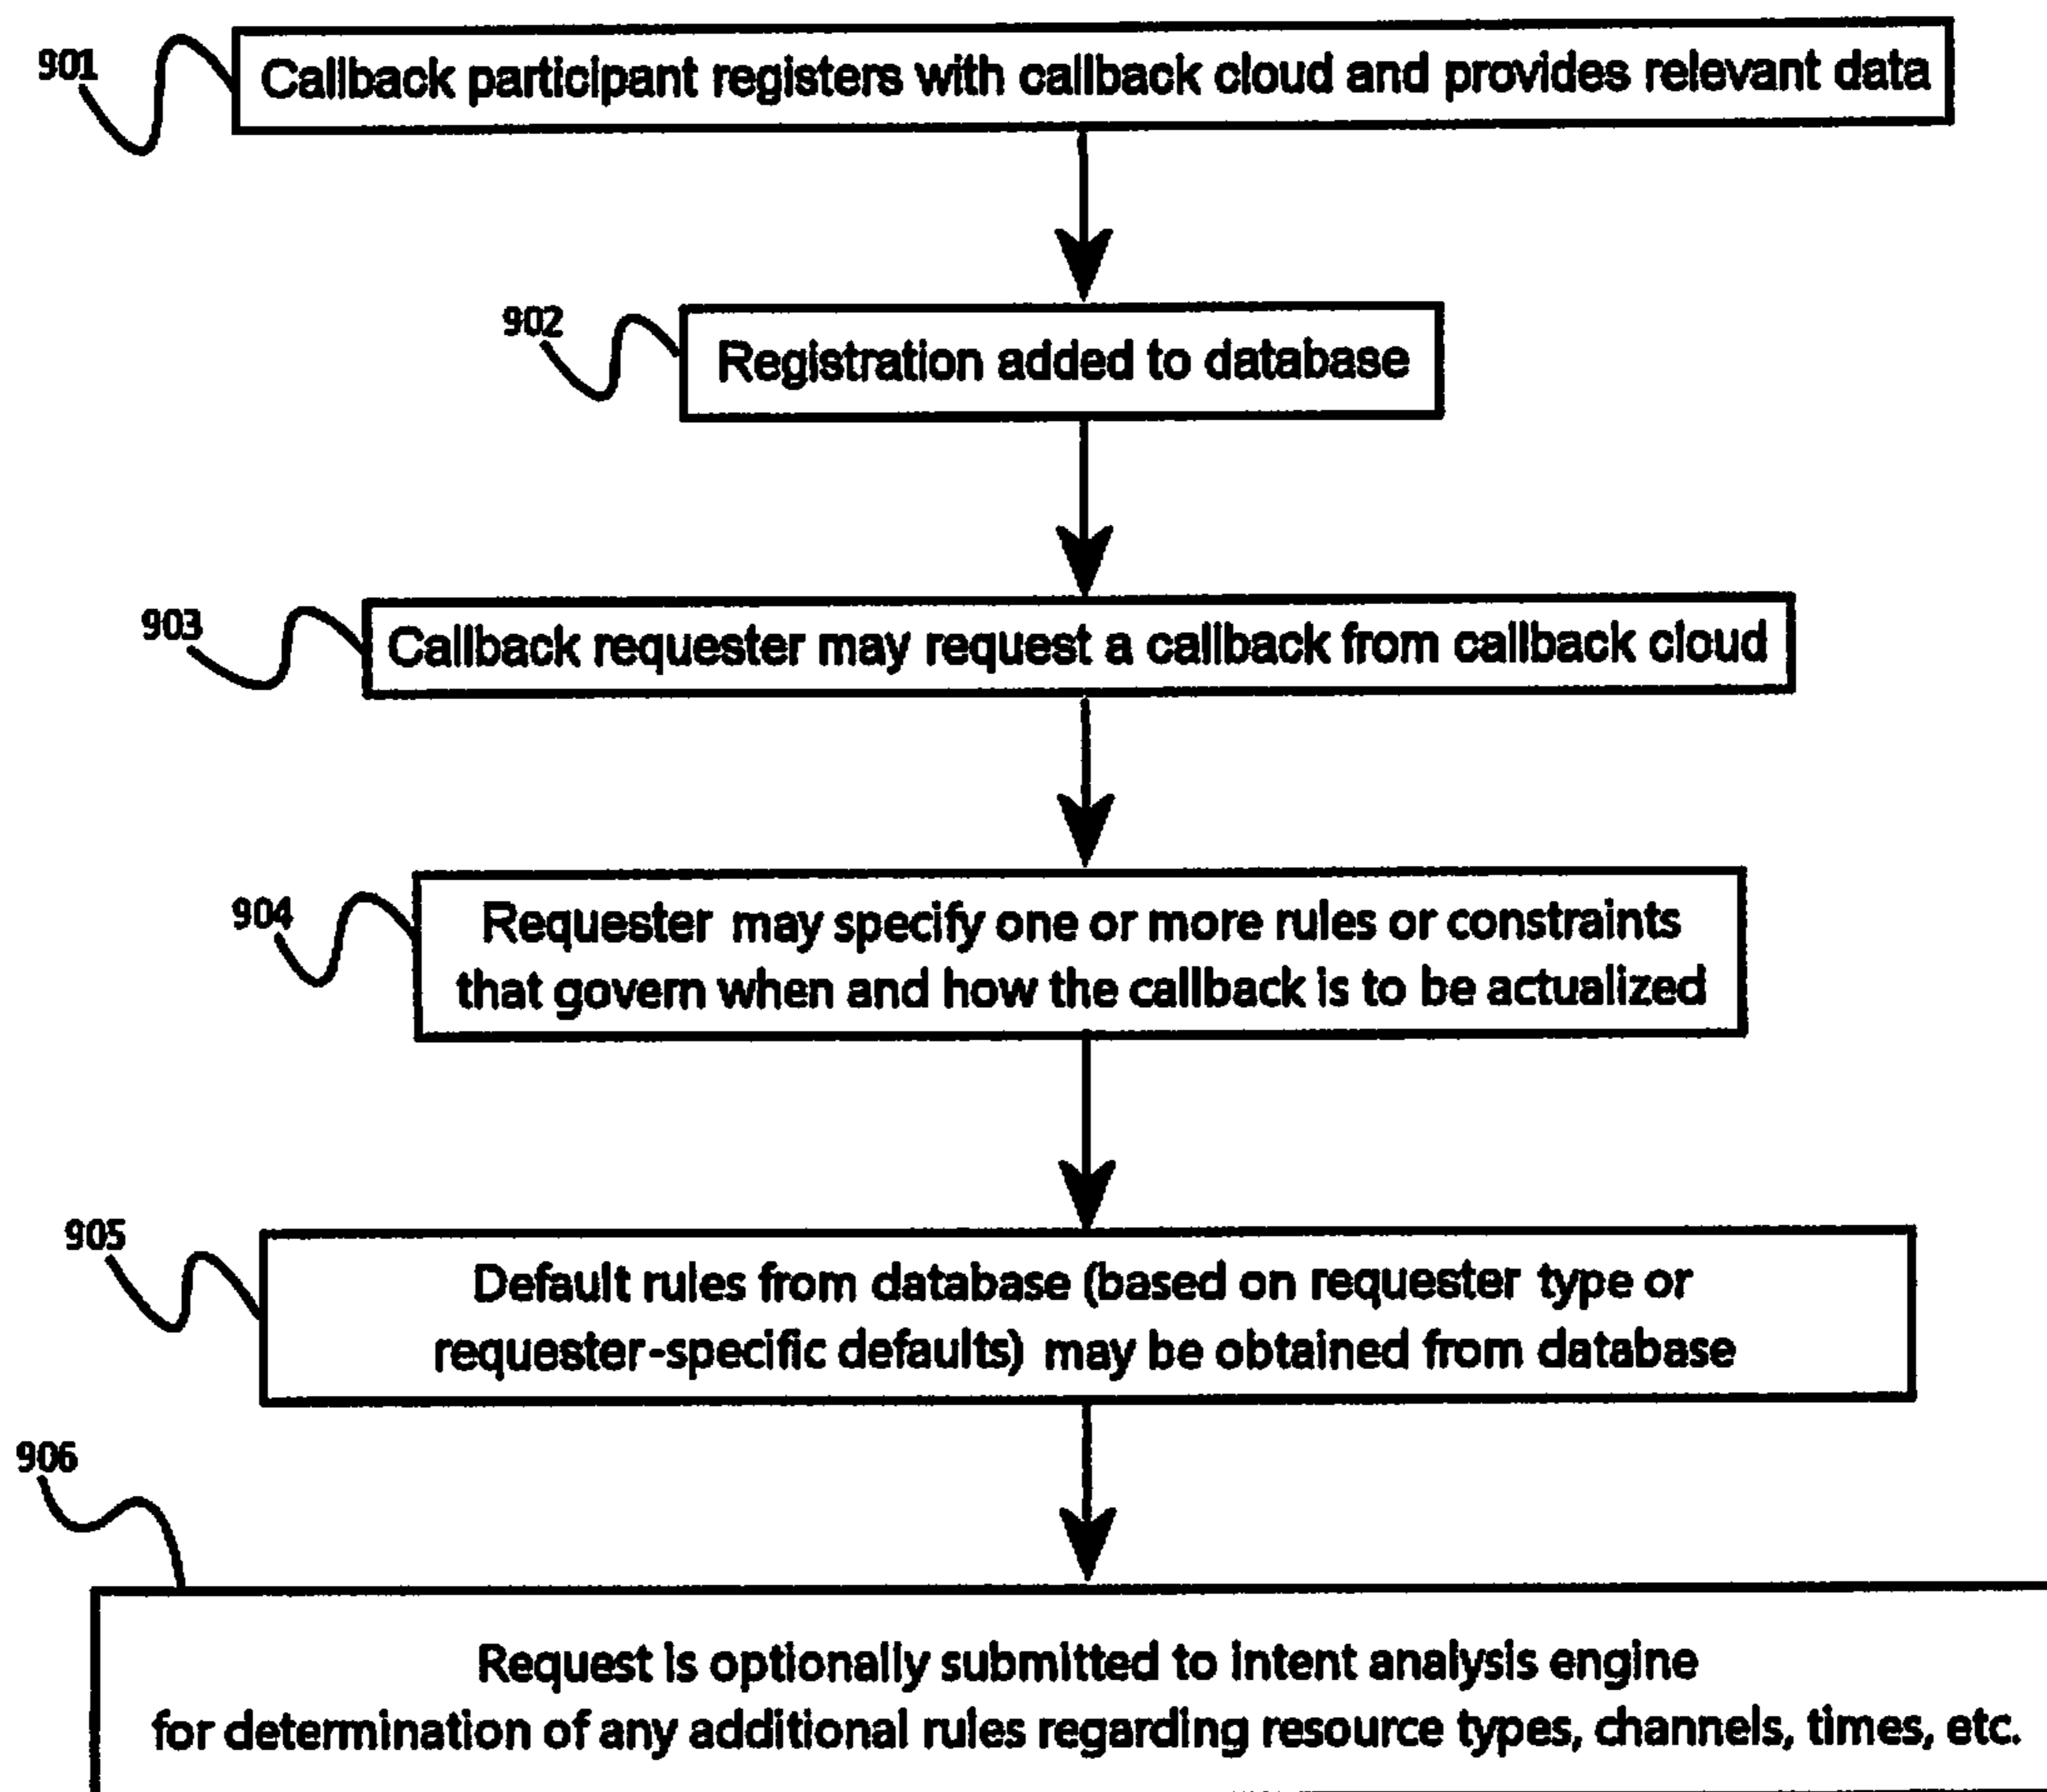 901
Callback participant registers with callback cloud and provides relevant data
902
Registration added to database
903
Callback requester may request a callback from callback cloud
904
Requester may specify one or more rules or constraints
that govern when and how the callback is to be actualized
905
Default rules from database (based on requester type or
requester-specific defaults) may be obtained from database
906
Request is optionally submitted to intent analysis engine
for determination of any additional rules regarding resource types, channels, times, etc.